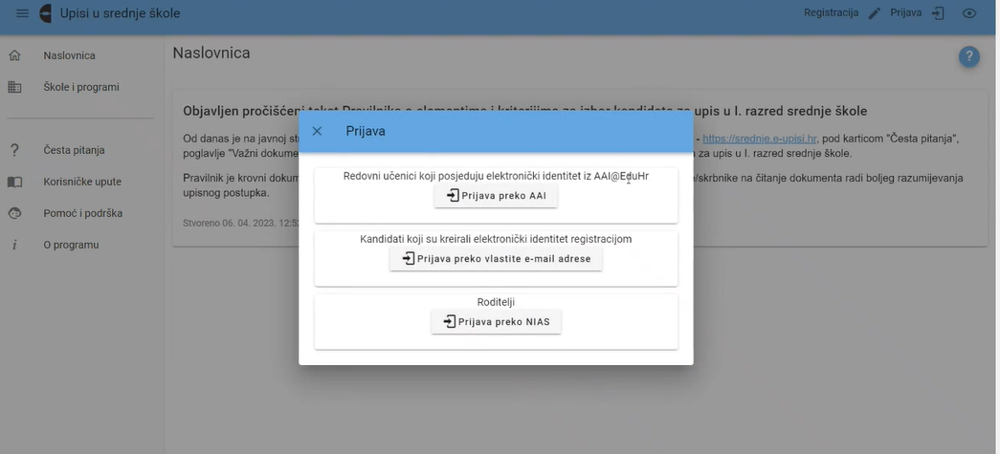 Upisi u srednje škole
Registracija
Prijava
Naslovnica
Škole i programi
Česta pitanja
Korisničke upute
Pomoć i podrška
O programu
Naslovnica
?
Objavljen pročišćeni tekst Pravilnika o elementima i kriterijima za izbor kandidata za upis u I. razred srednje škole
Od danas je na javnoj - https://srednje.e-upisi.hr, pod karticom "Česta pitanja",
poglavlje "Važni za upis u I. razred srednje škole.
Pravilnik je krovni /skrbnike na čitanje dokumenta radi boljeg razumijevanja
upisnog postupka.
Stvoreno 06. 04. 2023.
Prijava
Redovni učenici koji posjeduju elektronički identitet iz AAI@EduHr
Prijava preko AAI
Kandidati koji su kreirali elektronički identitet registracijom
Prijava preko vlastite e-mail adrese
Roditelji
Prijava preko NIAS